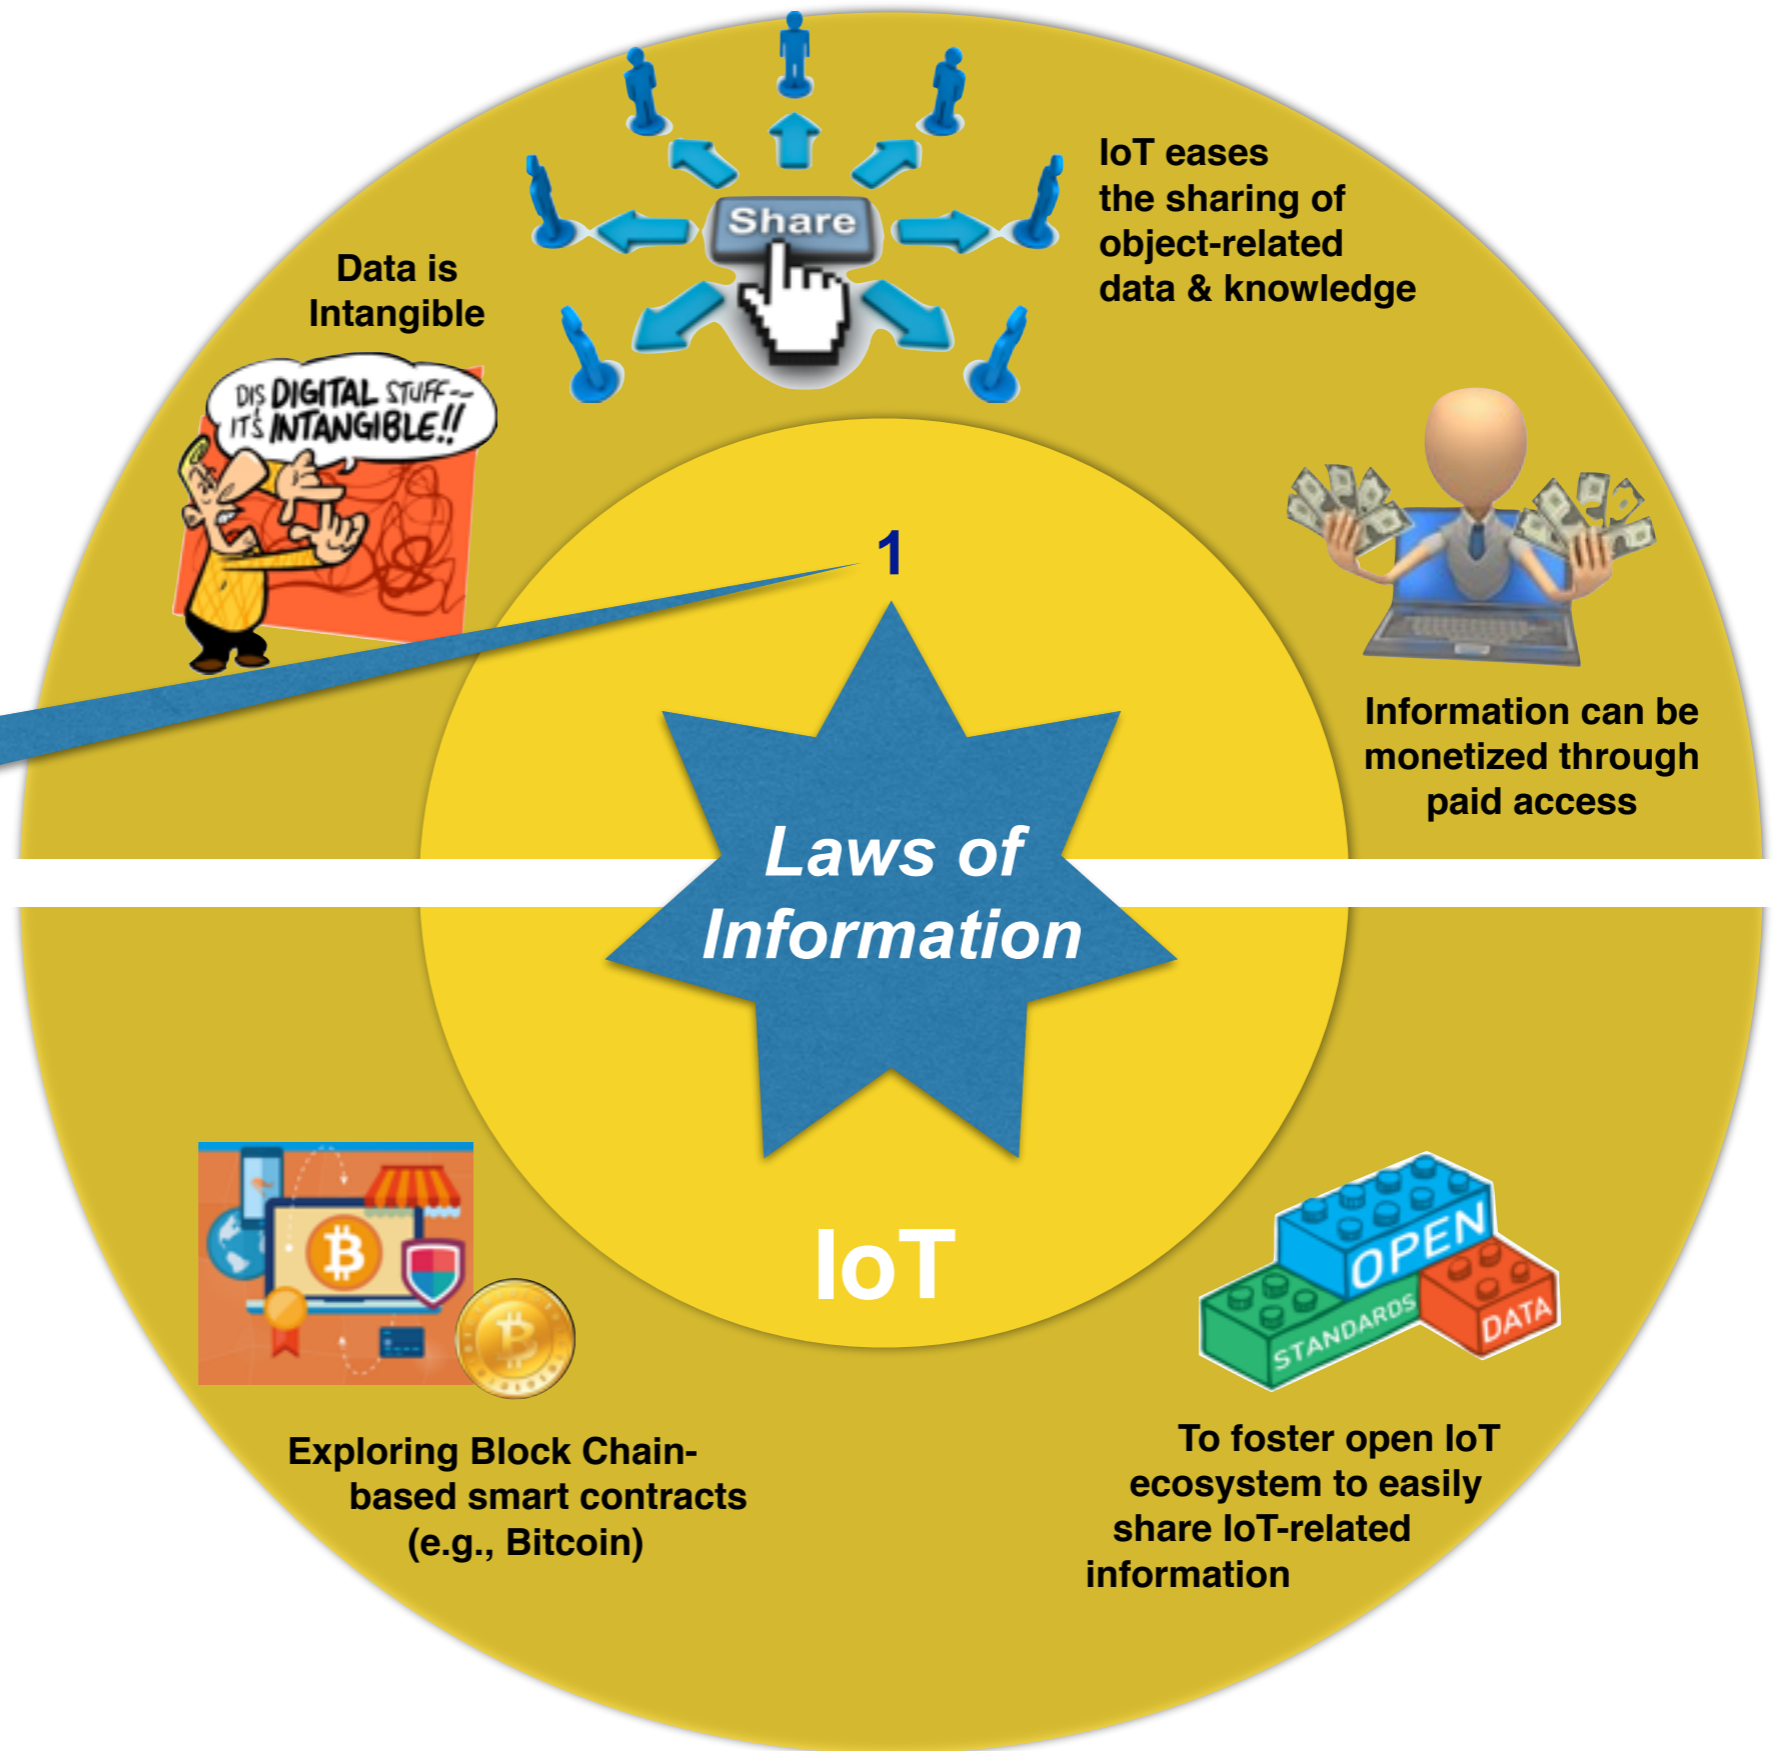 Share
IoT eases
the sharing of
object-related
data & knowledge
Data is
Intangible
DIS DIGITAL STUFF--
IT'S INTANGIBLE!!
1
Information can be
monetized through
paid access
Laws of
Information
IoT
OPEN
STANDARDS
DATA
Exploring Block Chain-
based smart contracts
(e.g., Bitcoin)
To foster open IoT
ecosystem to easily
share IoT-related
information